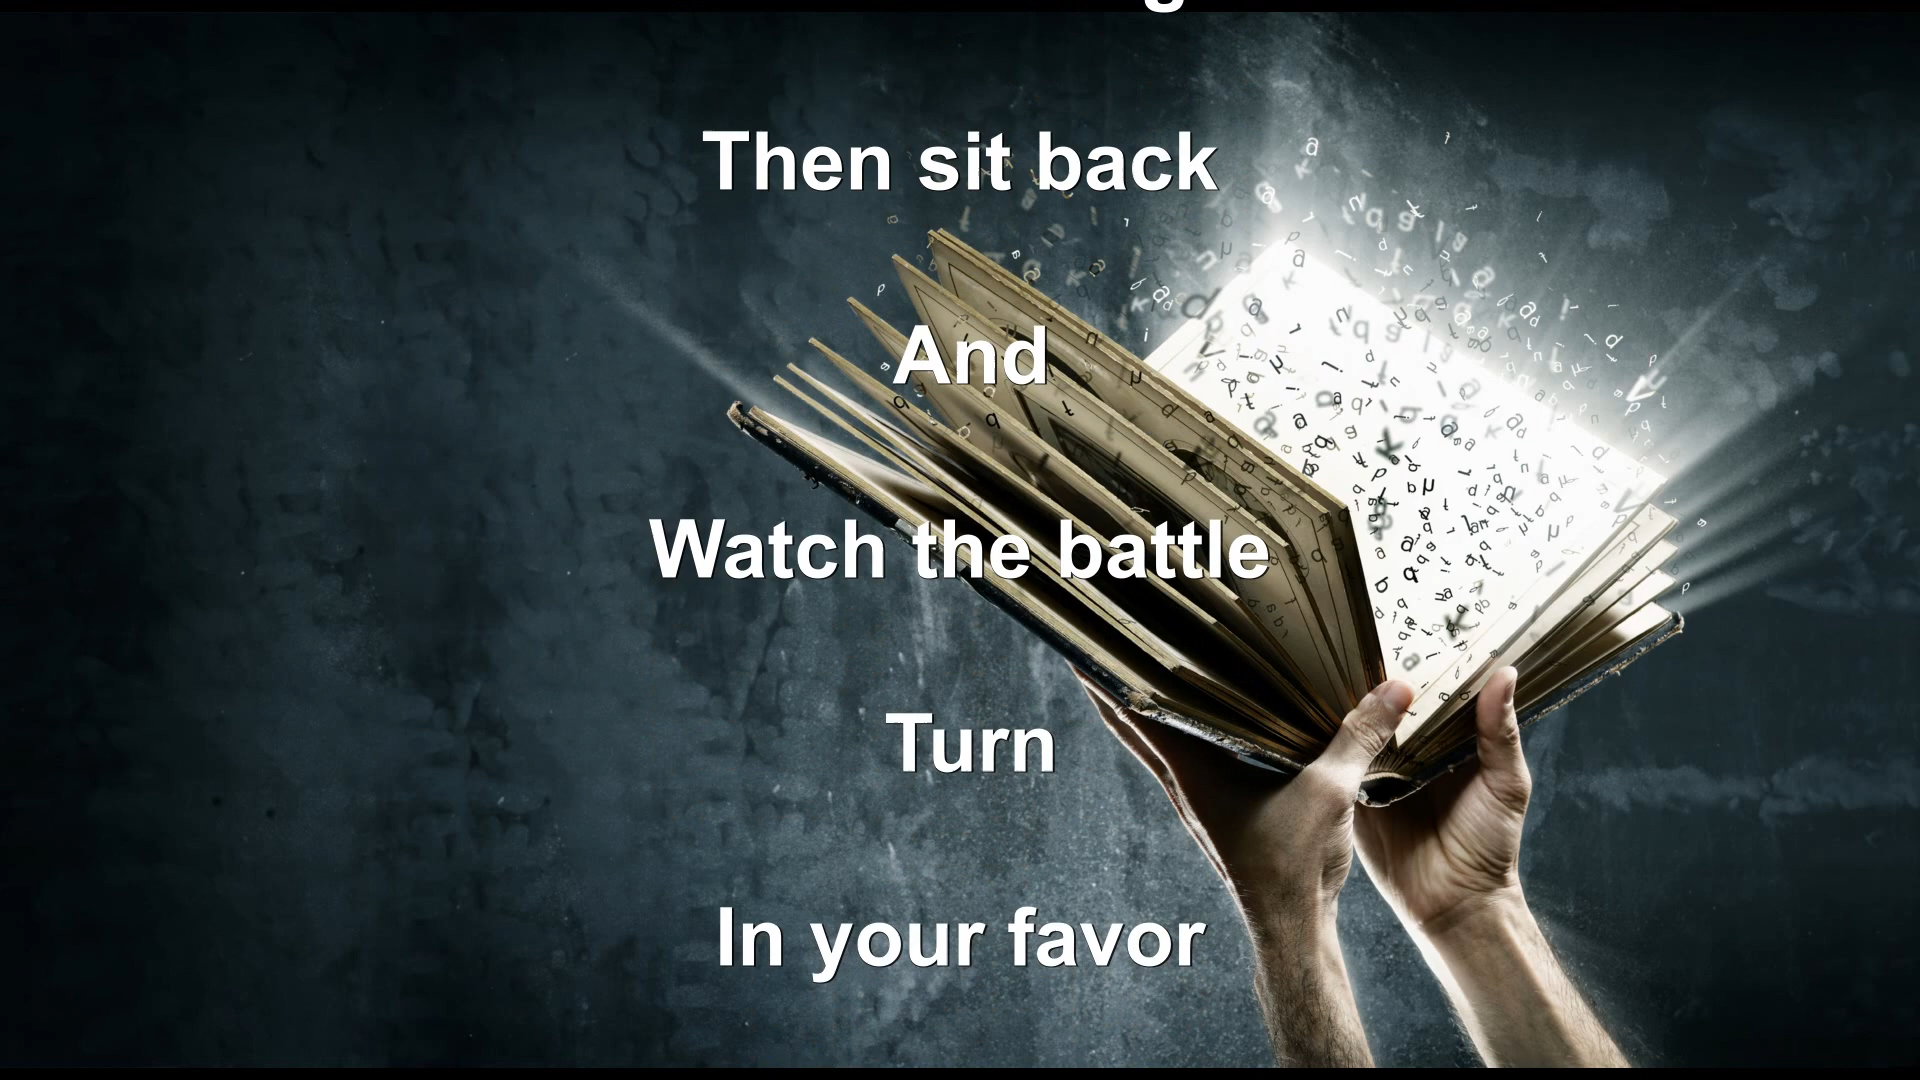 Then sit back
And
Watch the battle
Turn
In your favor